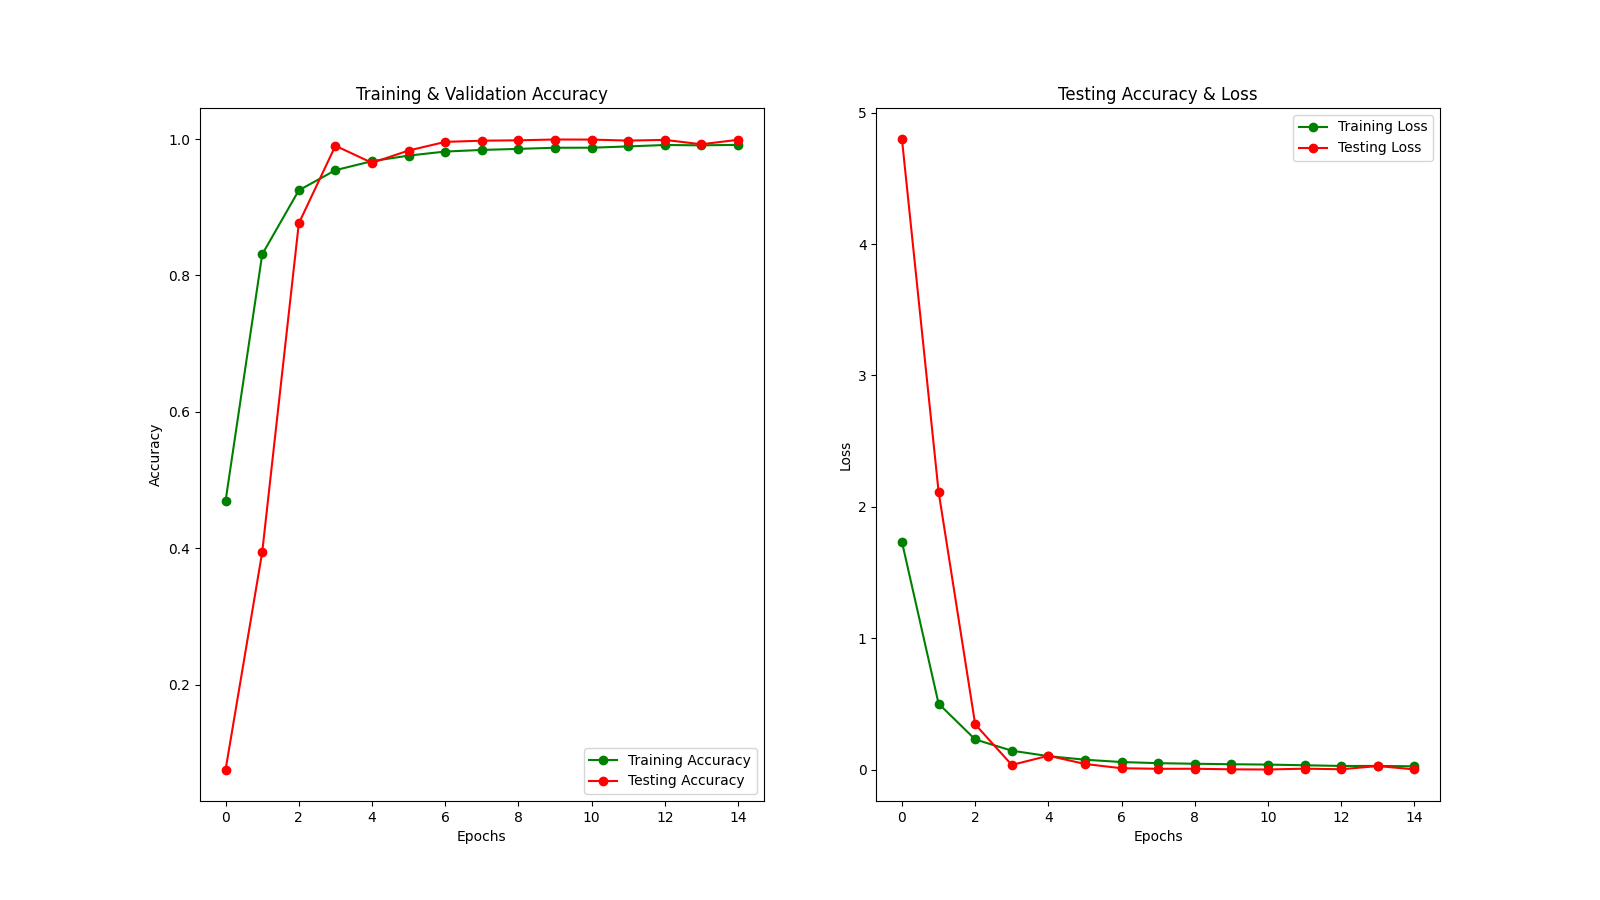 Training & Validation Accuracy
1.0
0.8
0.6
0.4
0.2
Accuracy
0 2 4 6 8 10 12 14
Epochs
Training Accuracy
Testing Accuracy
Testing Accuracy & Loss
5
4
3
2
1
0
Loss
0 2 4 6 8 10 12 14
Epochs
Training Loss
Testing Loss